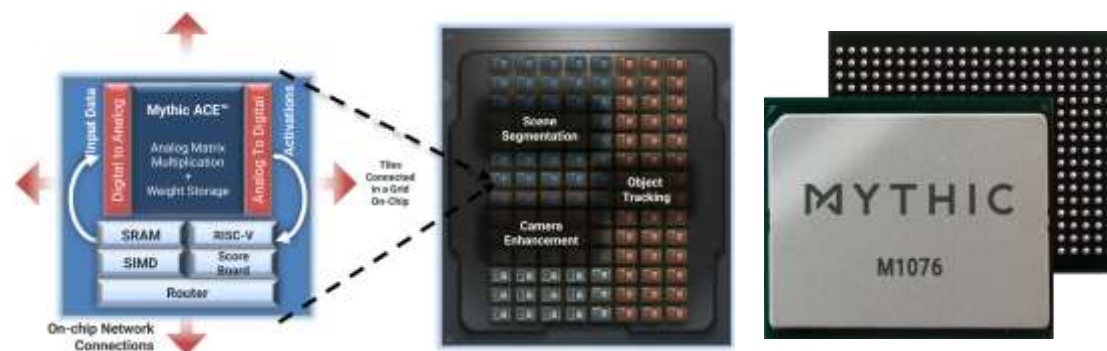 Input Data
Digital to Analog
Mythic ACE™
Analog Matrix
Multiplication
+
Weight Storage
Analog To Digital
Activations
SRAM
RISC-V
SIMD
Score
Board
Router
On-chip Network
Connections
Tiles
Connected
in a Grid
On-Chip
Scene
Segmentation
Object
Tracking
Camera
Enhancement
MYTHIC
M1076